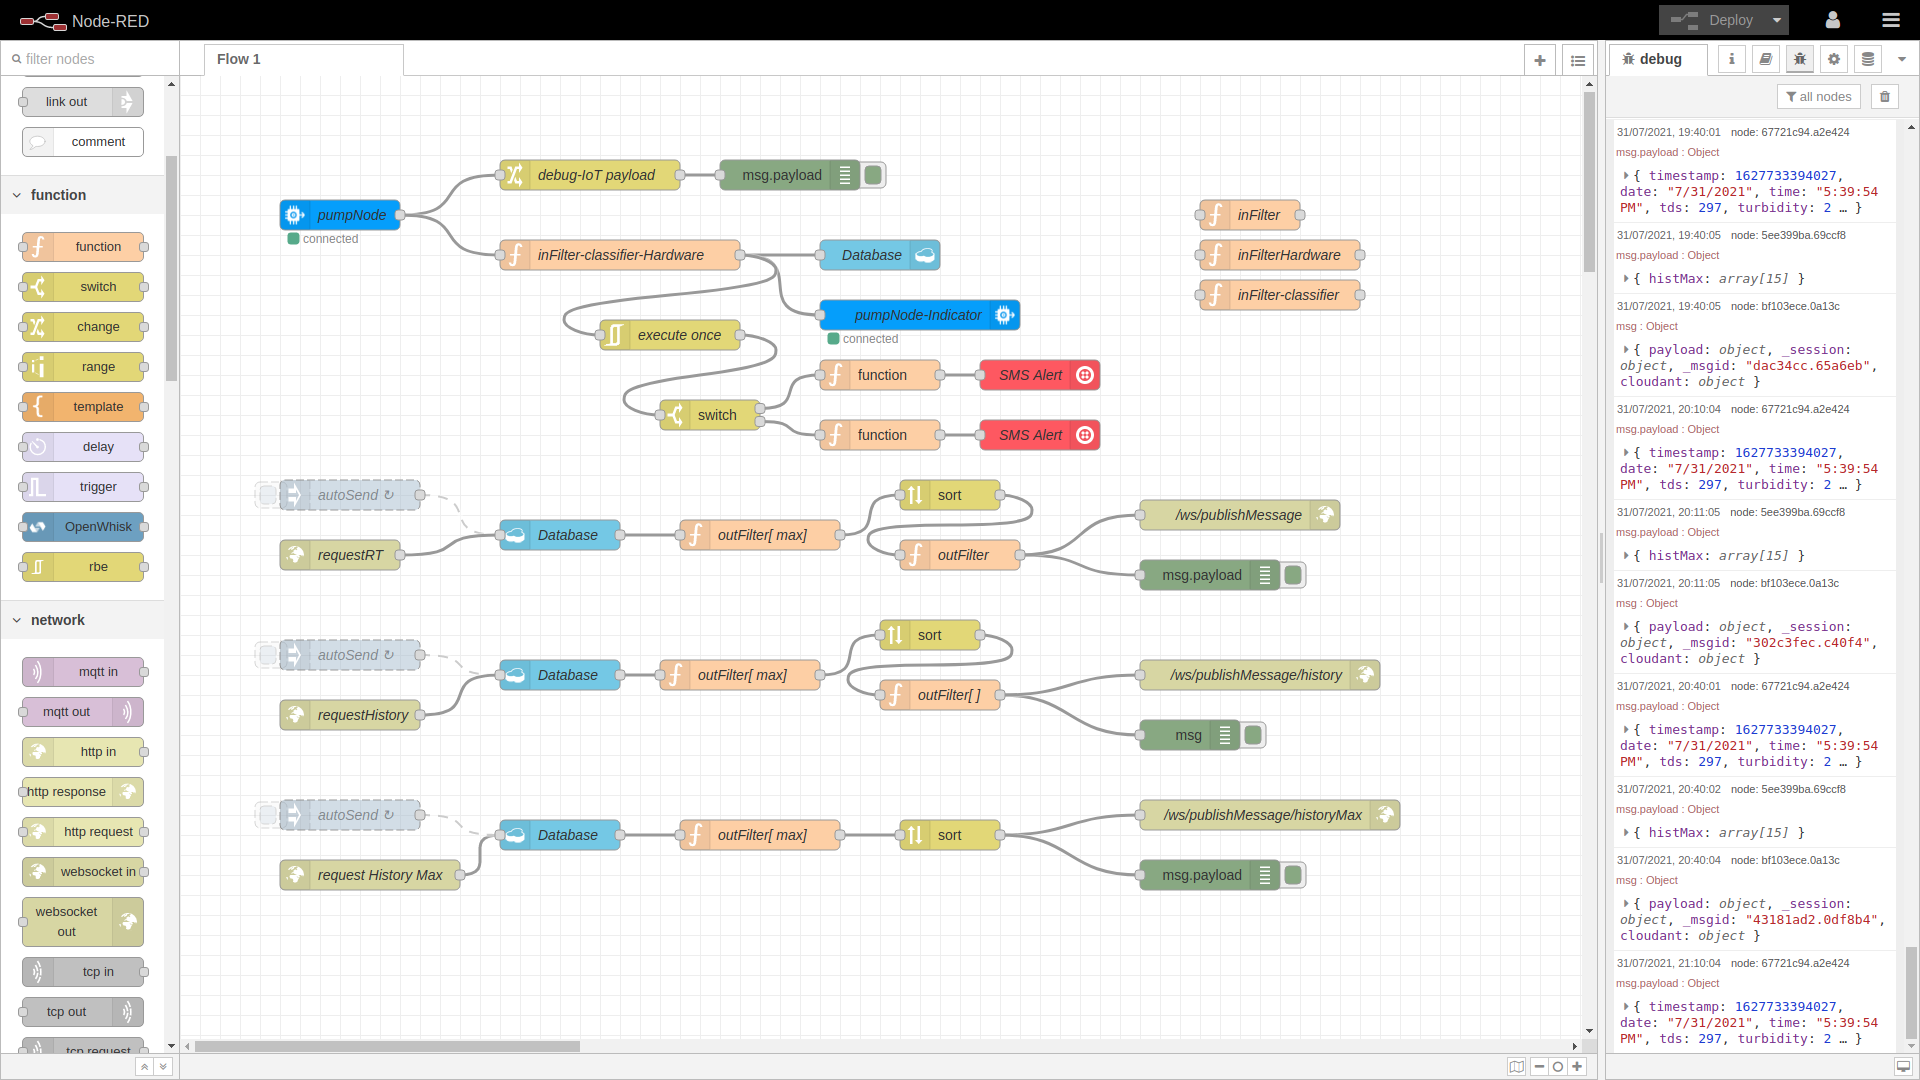 Node-RED
Deploy
filter nodes
Flow 1
debug
all nodes
link out
comment
function
function
switch
change
range
template
delay
trigger
OpenWhisk
rbe
network
mqtt in
mqtt out
http in
http response
http request
websocket in
websocket
out
tcp in
tcp out
tcp request
debug-IoT payload
msg.payload
pumpNode
connected
inFilter-classifier-Hardware
Database
inFilter
inFilterHardware
inFilter-classifier
pumpNode-Indicator
connected
execute once
function
SMS Alert
switch
function
SMS Alert
autoSend ↻
sort
/ws/publishMessage
requestRT
Database
outFilter[ max]
outFilter
msg.payload
autoSend ↻
sort
Database
outFilter[ max]
outFilter[ ]
/ws/publishMessage/history
requestHistory
msg
autoSend ↻
Database
outFilter[ max]
sort
/ws/publishMessage/historyMax
request History Max
msg.payload
31/07/2021, 19:40:01 node: 67721c94.a2e424
msg.payload : Object
{ timestamp: 1627733394027,
date: "7/31/2021", time: "5:39:54
PM", tds: 297, turbidity: 2 … }
31/07/2021, 19:40:05 node: 5ee399ba.69ccf8
msg.payload : Object
{ histMax: array[15] }
31/07/2021, 19:40:05 node: bf103ece.0a13c
msg : Object
{ payload: object, _session:
object, _msgid: "dac34cc.65a6eb",
cloudant: object }
31/07/2021, 20:10:04 node: 67721c94.a2e424
msg.payload : Object
{ timestamp: 1627733394027,
date: "7/31/2021", time: "5:39:54
PM", tds: 297, turbidity: 2 … }
31/07/2021, 20:11:05 node: 5ee399ba.69ccf8
msg.payload : Object
{ histMax: array[15] }
31/07/2021, 20:11:05 node: bf103ece.0a13c
msg : Object
{ payload: object, _session:
object, _msgid: "302c3fec.c40f4",
cloudant: object }
31/07/2021, 20:40:01 node: 67721c94.a2e424
msg.payload : Object
{ timestamp: 1627733394027,
date: "7/31/2021", time: "5:39:54
PM", tds: 297, turbidity: 2 … }
31/07/2021, 20:40:02 node: 5ee399ba.69ccf8
msg.payload : Object
{ histMax: array[15] }
31/07/2021, 20:40:04 node: bf103ece.0a13c
msg : Object
{ payload: object, _session:
object, _msgid: "43181ad2.0df8b4",
cloudant: object }
31/07/2021, 21:10:04 node: 67721c94.a2e424
msg.payload : Object
{ timestamp: 1627733394027,
date: "7/31/2021", time: "5:39:54
PM", tds: 297, turbidity: 2 … }